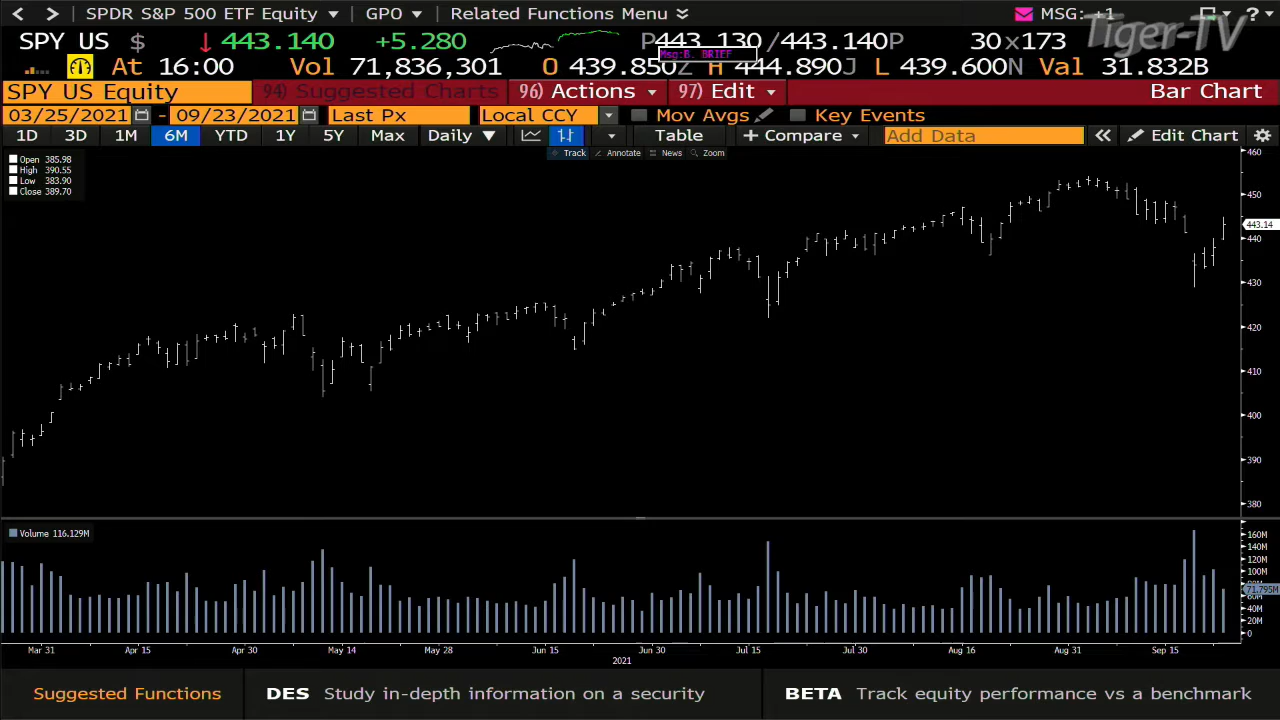 SPDR S&P 500 ETF Equity GPO Related Functions Menu MSG: +1 ?
Tiger-TV
SPY US $ ↓ 443.140 +5.280 P443.130/443.140P 30×173
Msg:B. BRIEF
At 16:00 Vol 71,836,301 O 439.850Z H 444.890J L 439.600N Val 31.832B
SPY US Equity 94) Suggested Charts 96) Actions 97) Edit Bar Chart
03/25/2021 - 09/23/2021 Last Px Local CCY Mov Avgs Key Events
1D 3D 1M 6M YTD 1Y 5Y Max Daily ▼ Table + Compare Add Data « Edit Chart
Track Annotate News Zoom
Open 385.98
High 390.55
Low 383.90
Close 389.70
460
450
443.14
440
430
420
410
400
390
380
Volume 116.129M
160M
140M
120M
100M
71.795M
40M
20M
0
Mar 31 Apr 15 Apr 30 May 14 May 28 Jun 15 Jun 30 Jul 15 Jul 30 Aug 16 Aug 31 Sep 15
2021
Suggested Functions DES Study in-depth information on a security BETA Track equity performance vs a benchmark